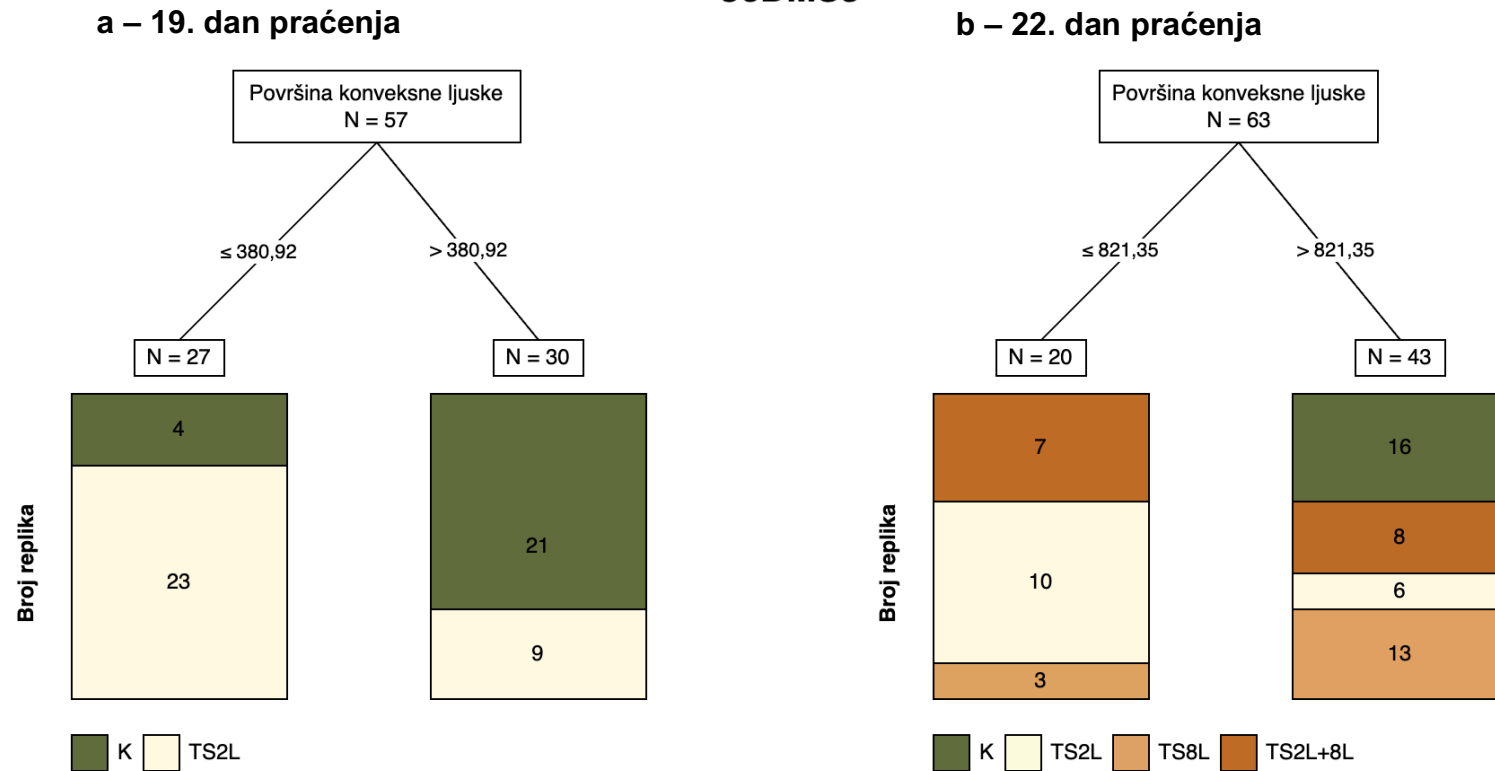 a – 19. dan praćenja
Površina konveksne ljuske
N = 57
≤ 380,92
> 380,92
N = 27
N = 30
4
23
21
9
Broj replika
K
TS2L
b – 22. dan praćenja
Površina konveksne ljuske
N = 63
≤ 821,35
> 821,35
N = 20
N = 43
7
10
3
16
8
6
13
Broj replika
K
TS2L
TS8L
TS2L+8L